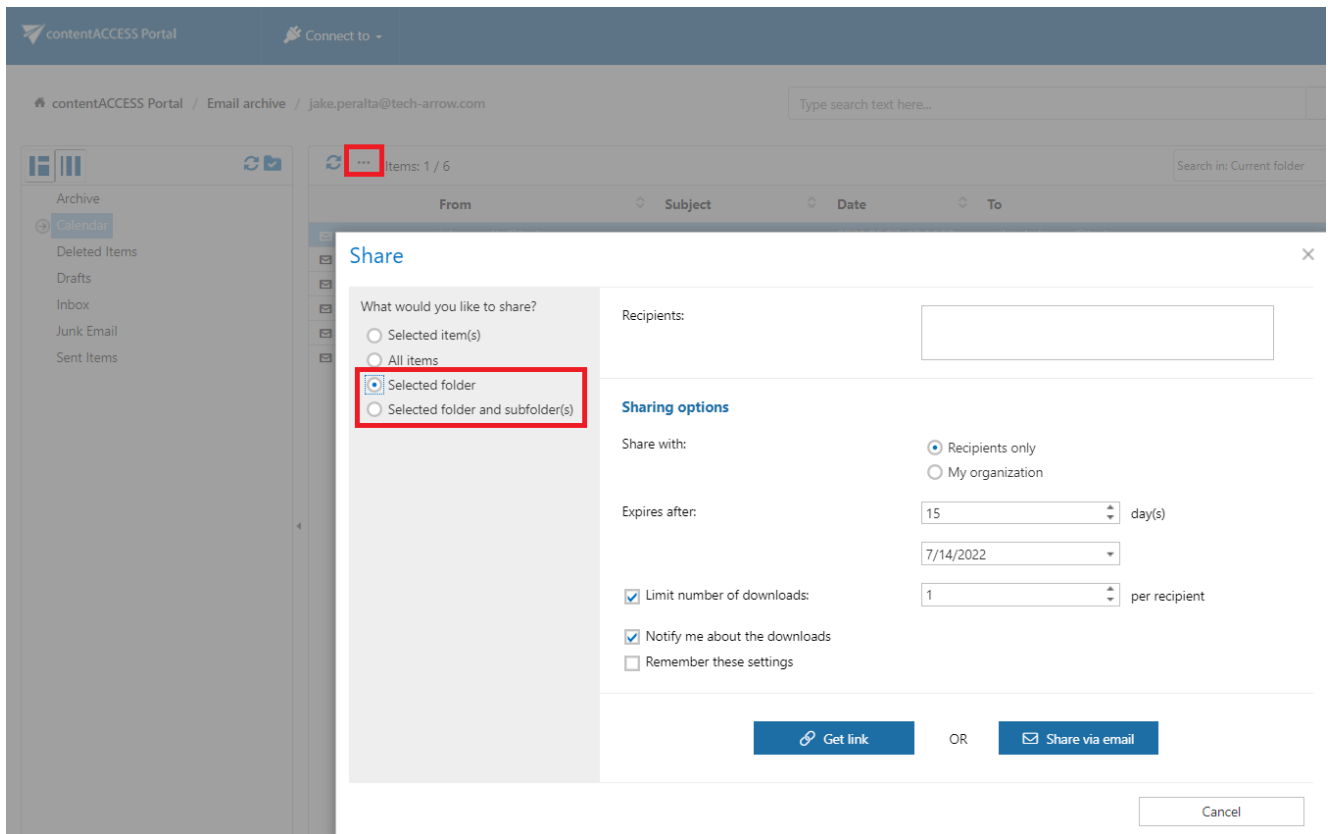 contentACCESS Portal
Connect to
contentACCESS Portal / Email archive / jake.peralta@tech-arrow.com
Type search text here...
... Items: 1 / 6
Search in: Current folder
Archive
Calendar
Deleted Items
Drafts
Inbox
Junk Email
Sent Items
From Subject Date To
Share
What would you like to share?
Selected item(s)
All items
Selected folder
Selected folder and subfolder(s)
Recipients:
Sharing options
Share with:
Recipients only
My organization
Expires after:
15 day(s)
7/14/2022
Limit number of downloads: 1 per recipient
Notify me about the downloads
Remember these settings
Get link OR Share via email
Cancel